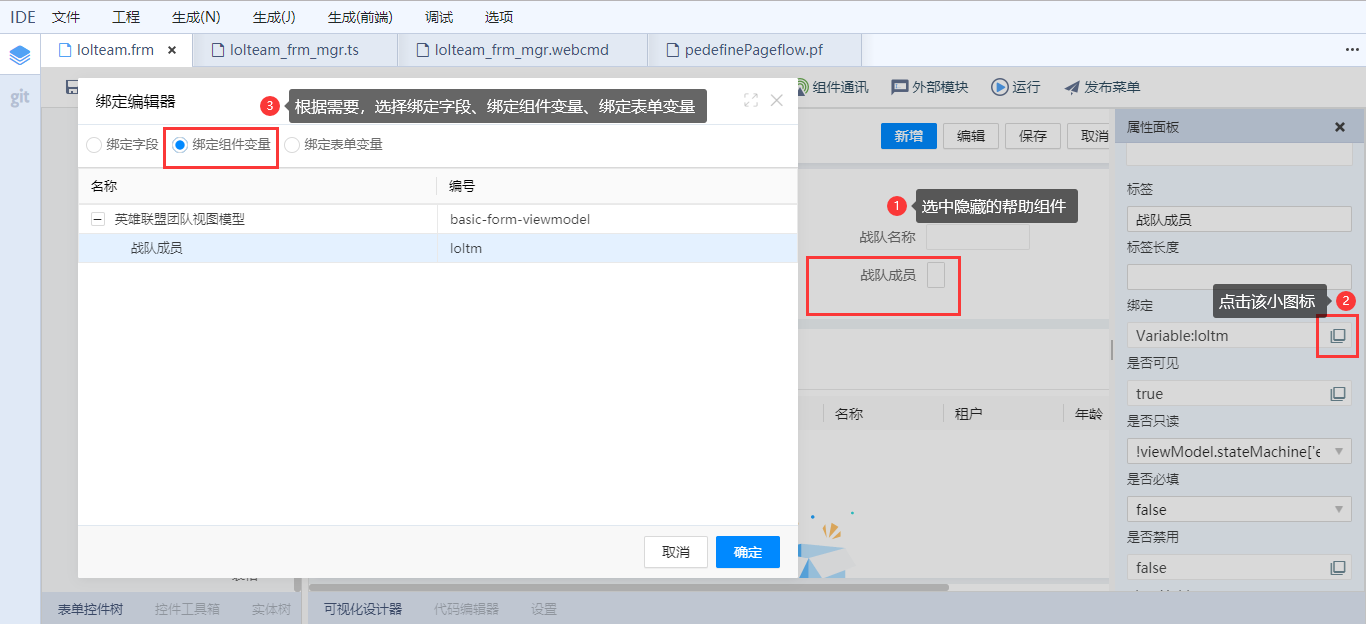 IDE 文件 工程 生成(N) 生成(J) 生成(前端) 调试 选项
lolteam.frm × lolteam_frm_mgr.ts lolteam_frm_mgr.webcmd pedefinePageflow.pf ...
git
组件通讯 外部模块 运行 发布菜单
绑定编辑器
3 根据需要，选择绑定字段、绑定组件变量、绑定表单变量
绑定字段 绑定组件变量 绑定表单变量
名称 编号
英雄联盟团队视图模型 basic-form-viewmodel
战队成员 loltm
取消 确定
新增 编辑 保存 取消
1 选中隐藏的帮助组件
战队名称
战队成员
名称 租户 年龄
属性面板 ×
标签
战队成员
标签长度
绑定
点击该小图标 2
Variable:loltm
是否可见
true
是否只读
!viewModel.stateMachine['e
是否必填
false
是否禁用
false
表单控件树 控件工具箱 实体树 可视化设计器 代码编辑器 设置